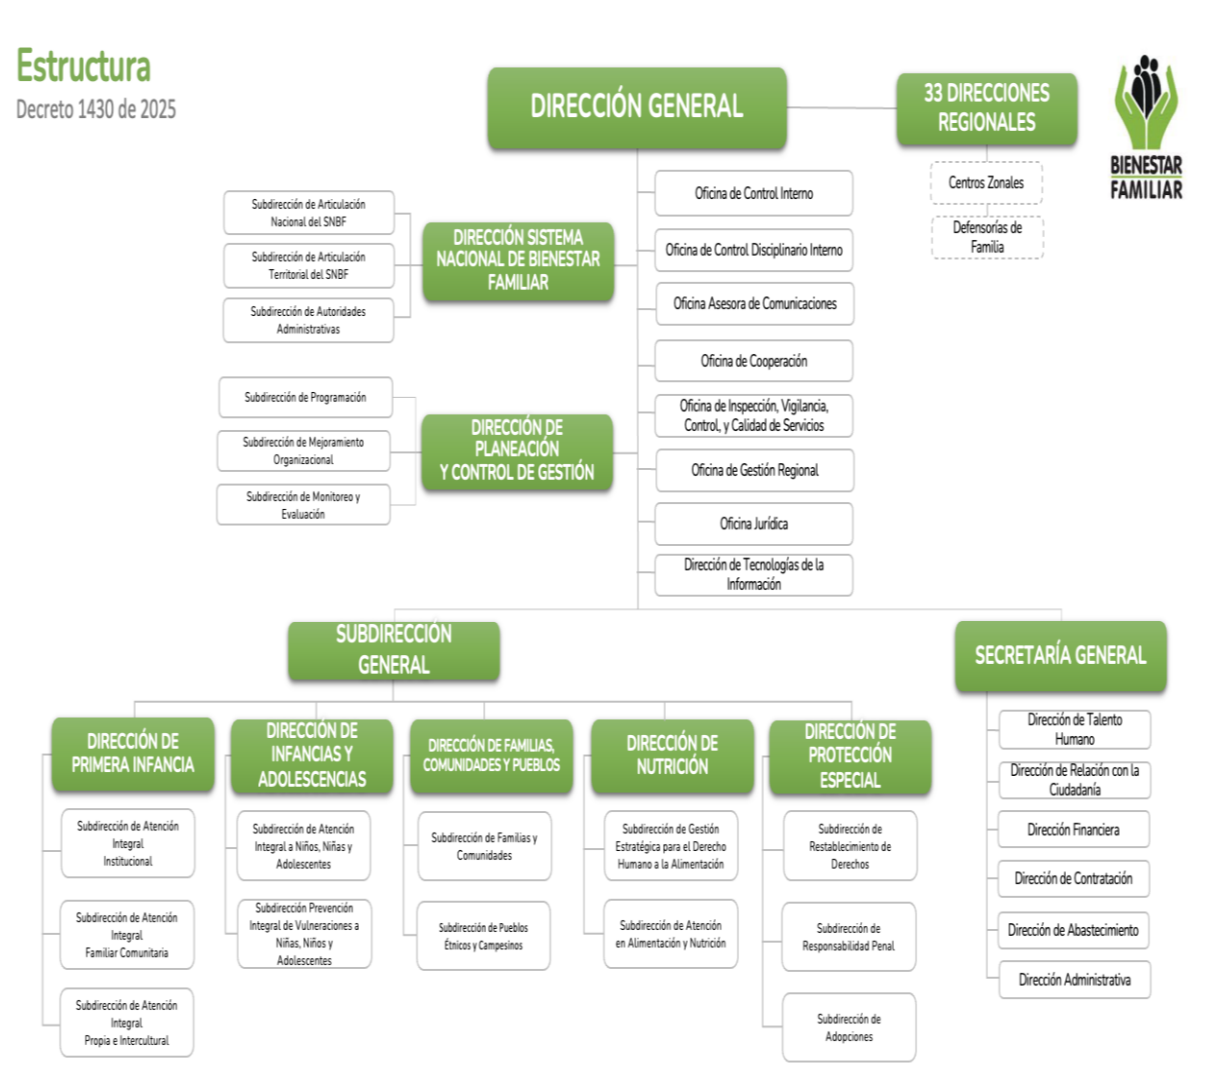 Estructura
Decreto 1430 de 2025
DIRECCIÓN GENERAL
33 DIRECCIONES
REGIONALES
Centros Zonales
Defensorías de
Familia
BIENESTAR
FAMILIAR
Oficina de Control Interno
Oficina de Control Disciplinario Interno
Oficina Asesora de Comunicaciones
Oficina de Cooperación
Oficina de Inspección, Vigilancia,
Control, y Calidad de Servicios
Oficina de Gestión Regional
Oficina Jurídica
Dirección de Tecnologías de la
Información
DIRECCIÓN SISTEMA
NACIONAL DE BIENESTAR
FAMILIAR
Subdirección de Articulación
Nacional del SNBF
Subdirección de Articulación
Territorial del SNBF
Subdirección de Autoridades
Administrativas
DIRECCIÓN DE
PLANEACIÓN
Y CONTROL DE GESTIÓN
Subdirección de Programación
Subdirección de Mejoramiento
Organizacional
Subdirección de Monitoreo y
Evaluación
SUBDIRECCIÓN
GENERAL
DIRECCIÓN DE
PRIMERA INFANCIA
Subdirección de Atención
Integral
Institucional
Subdirección de Atención
Integral
Familiar Comunitaria
Subdirección de Atención
Integral
Propia e Intercultural
DIRECCIÓN DE
INFANCIAS Y
ADOLESCENCIAS
Subdirección de Atención
Integral a Niños, Niñas y
Adolescentes
Subdirección Prevención
Integral de Vulneraciones a
Niñas, Niños y
Adolescentes
DIRECCIÓN DE FAMILIAS,
COMUNIDADES Y PUEBLOS
Subdirección de Familias y
Comunidades
Subdirección de Pueblos
Étnicos y Campesinos
DIRECCIÓN DE
NUTRICIÓN
Subdirección de Gestión
Estratégica para el Derecho
Humano a la Alimentación
Subdirección de Atención
en Alimentación y Nutrición
DIRECCIÓN DE
PROTECCIÓN
ESPECIAL
Subdirección de
Restablecimiento de
Derechos
Subdirección de
Responsabilidad Penal
Subdirección de
Adopciones
SECRETARÍA GENERAL
Dirección de Talento
Humano
Dirección de Relación con la
Ciudadanía
Dirección Financiera
Dirección de Contratación
Dirección de Abastecimiento
Dirección Administrativa